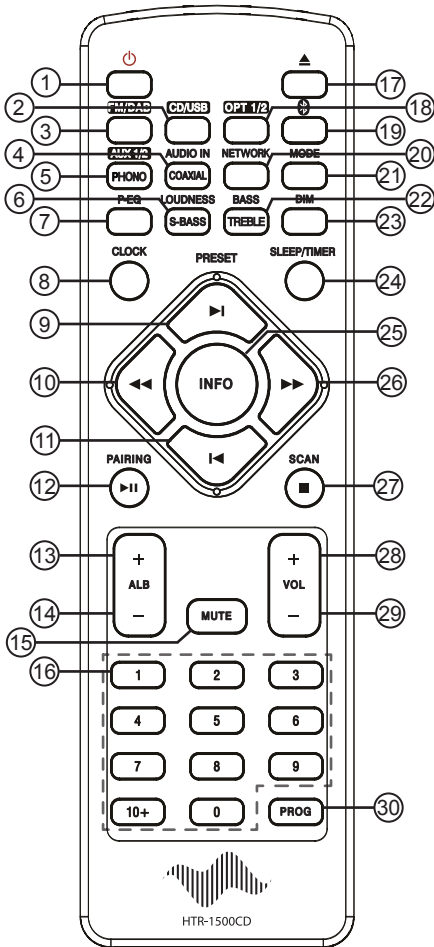 1 17
FM/DAB CD/USB OPT 1/2
2 18
3 19
AUX 1/2 AUDIO IN NETWORK MODE
4 20
5 PHONO COAXIAL 21
P-EQ LOUDNESS BASS DIM
6 22
7 S-BASS TREBLE 23
CLOCK PRESET SLEEP/TIMER
8 24
9 25
10 INFO 26
11
PAIRING SCAN
12 27
13 + + 28
ALB VOL
14 − − 29
15 MUTE
16 1 2 3
4 5 6
7 8 9
10+ 0 PROG 30
HTR-1500CD